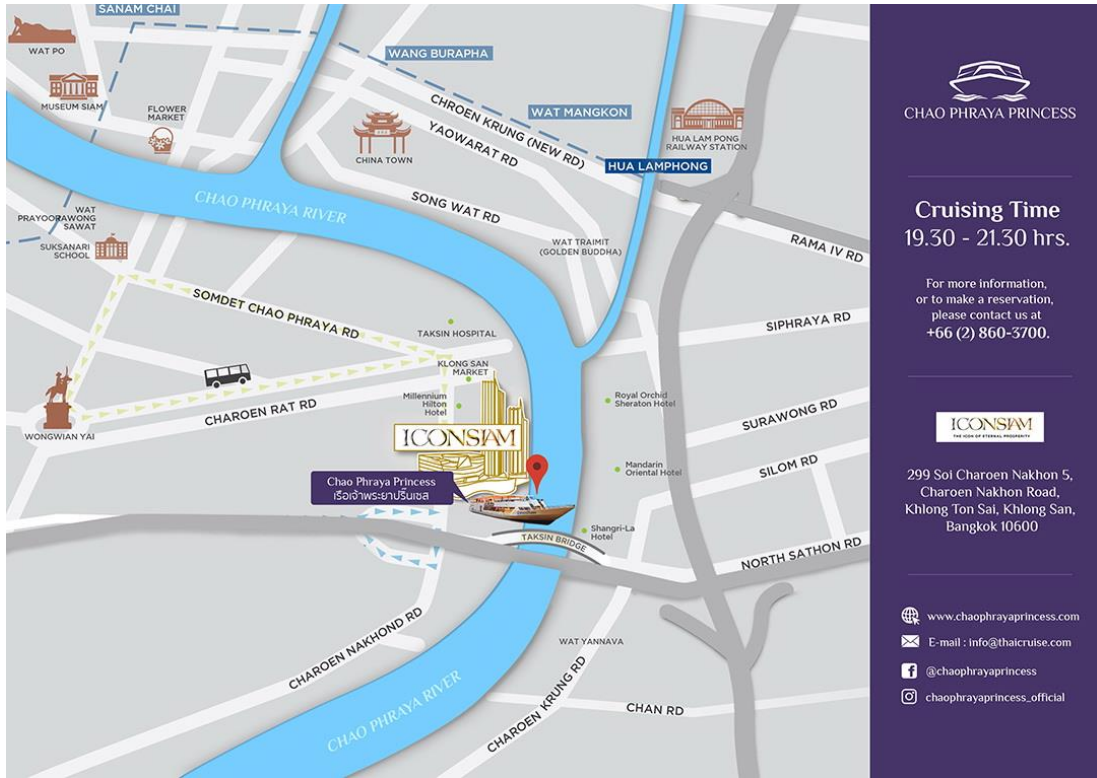 SANAM CHAI
WAT PO
WANG BURAPHA
MUSEUM SIAM
FLOWER
MARKET
CHINA TOWN
CHROEN KRUNG (NEW RD)
YAOWARAT RD
WAT MANGKON
HUA LAM PONG
RAILWAY STATION
HUA LAMPHONG
SONG WAT RD
CHAO PHRAYA RIVER
WAT
PRAYOORAWONG
SAWAT
SUKSANARI
SCHOOL
WAT TRAIMIT
(GOLDEN BUDDHA)
RAMA IV RD
SOMDET CHAO PHRAYA RD
TAKSIN HOSPITAL
SIPHRAYA RD
KLONG SAN
MARKET
Millennium
Hilton
Hotel
CHAROEN RAT RD
WONGWIAN YAI
ICONSIAM
Royal Orchid
Sheraton Hotel
SURAWONG RD
SILOM RD
Mandarin
Oriental Hotel
Chao Phraya Princess
เรือเจ้าพระยาปริ๊นเซส
Shangri-La
Hotel
TAKSIN BRIDGE
NORTH SATHON RD
CHAROEN NAKHOND RD
WAT YANNAVA
CHAROEN KRUNG RD
CHAN RD
CHAO PHRAYA RIVER
CHAO PHRAYA PRINCESS
Cruising Time
19.30 - 21.30 hrs.
For more information,
or to make a reservation,
please contact us at
+66 (2) 860-3700.
ICONSIAM
THE ICON OF ETERNAL PROSPERITY
299 Soi Charoen Nakhon 5,
Charoen Nakhon Road,
Khlong Ton Sai, Khlong San,
Bangkok 10600
www.chaophrayaprincess.com
E-mail : info@thaicruise.com
@chaophrayaprincess
chaophrayaprincess_official